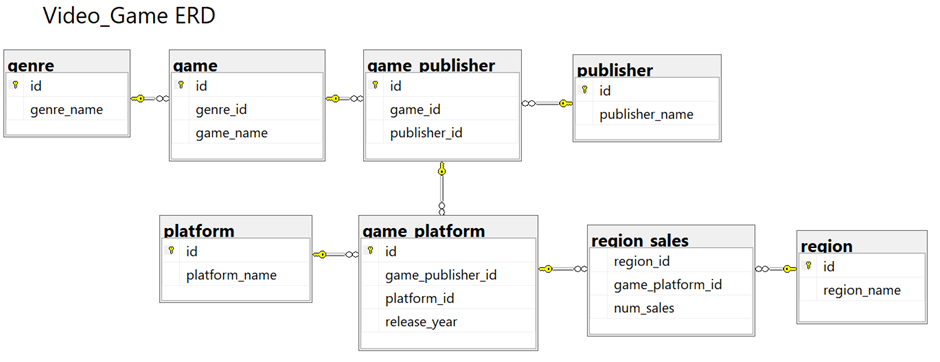 Video_Game ERD
genre
id
genre_name
game
id
genre_id
game_name
game_publisher
id
game_id
publisher_id
publisher
id
publisher_name
platform
id
platform_name
game_platform
id
game_publisher_id
platform_id
release_year
region_sales
region_id
game_platform_id
num_sales
region
id
region_name